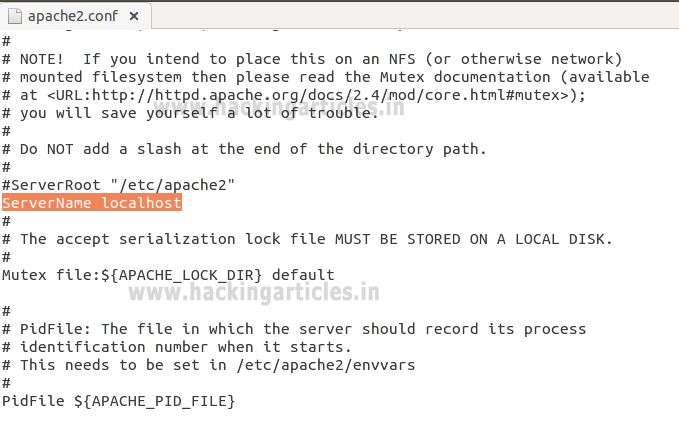 apache2.conf ×
#
# NOTE!  If you intend to place this on an NFS (or otherwise network)
# mounted filesystem then please read the Mutex documentation (available
# at <URL:http://httpd.apache.org/docs/2.4/mod/core.html#mutex>);
www.hackingarticles.in
# you will save yourself a lot of trouble.
#
# Do NOT add a slash at the end of the directory path.
#
#ServerRoot "/etc/apache2"
ServerName localhost
#
# The accept serialization lock file MUST BE STORED ON A LOCAL DISK.
#
Mutex file:${APACHE_LOCK_DIR} default
www.hackingarticles.in
#
# PidFile: The file in which the server should record its process
# identification number when it starts.
# This needs to be set in /etc/apache2/envvars
#
PidFile ${APACHE_PID_FILE}